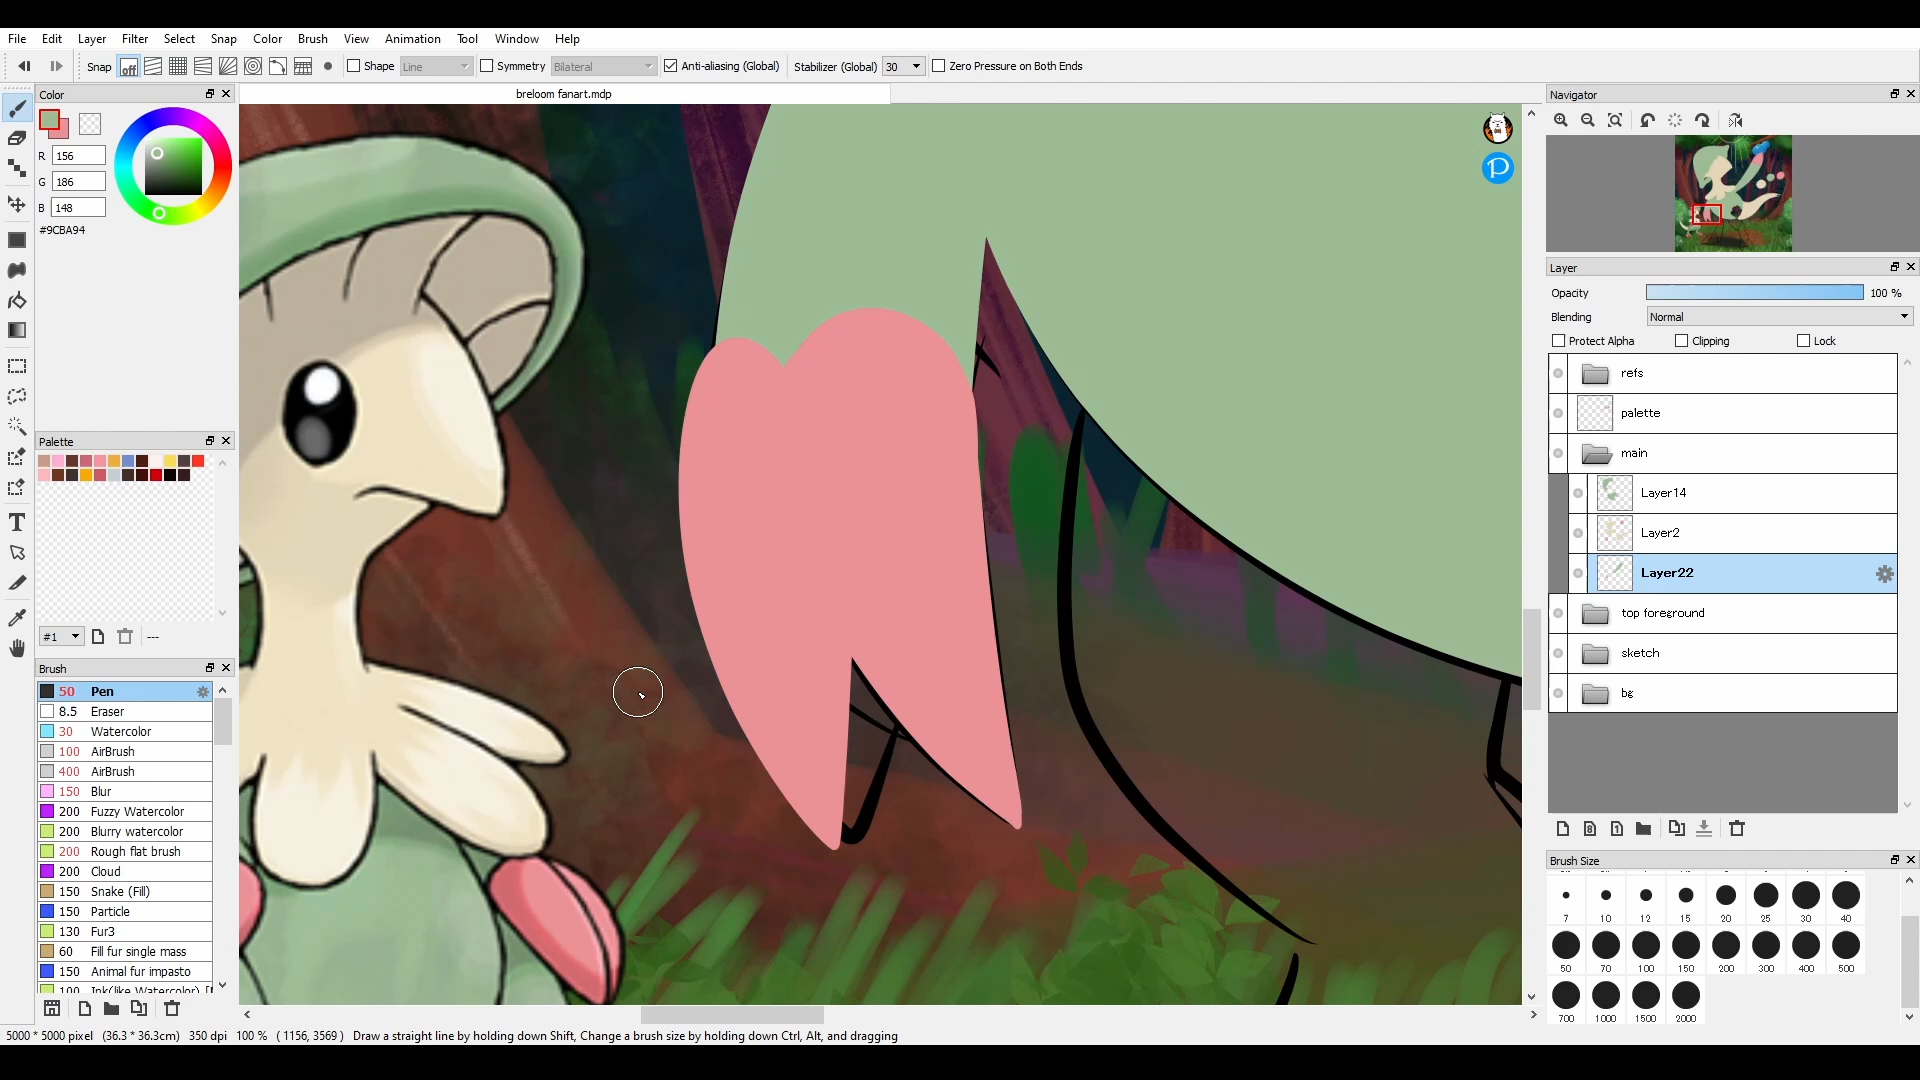 File Edit Layer Filter Select Snap Color Brush View Animation Tool Window Help
Snap off Shape Line Symmetry Bilateral Anti-aliasing (Global) Stabilizer (Global) 30 Zero Pressure on Both Ends
Color
breloom fanart.mdp
R 156
G 186
B 148
#9CBA94
Palette
#1 ---
Brush
50 Pen
8.5 Eraser
30 Watercolor
100 AirBrush
400 AirBrush
150 Blur
200 Fuzzy Watercolor
200 Blurry watercolor
200 Rough flat brush
200 Cloud
150 Snake (Fill)
150 Particle
130 Fur3
60 Fill fur single mass
150 Animal fur impasto
100 Ink(like Watercolor)
P
Navigator
Layer
Opacity 100 %
Blending Normal
Protect Alpha Clipping Lock
refs
palette
main
Layer14
Layer2
Layer22
top foreground
sketch
bg
8 1
Brush Size
7 10 12 15 20 25 30 40
50 70 100 150 200 300 400 500
700 1000 1500 2000
5000 * 5000 pixel (36.3 * 36.3cm) 350 dpi 100 % ( 1156, 3569 ) Draw a straight line by holding down Shift, Change a brush size by holding down Ctrl, Alt, and dragging